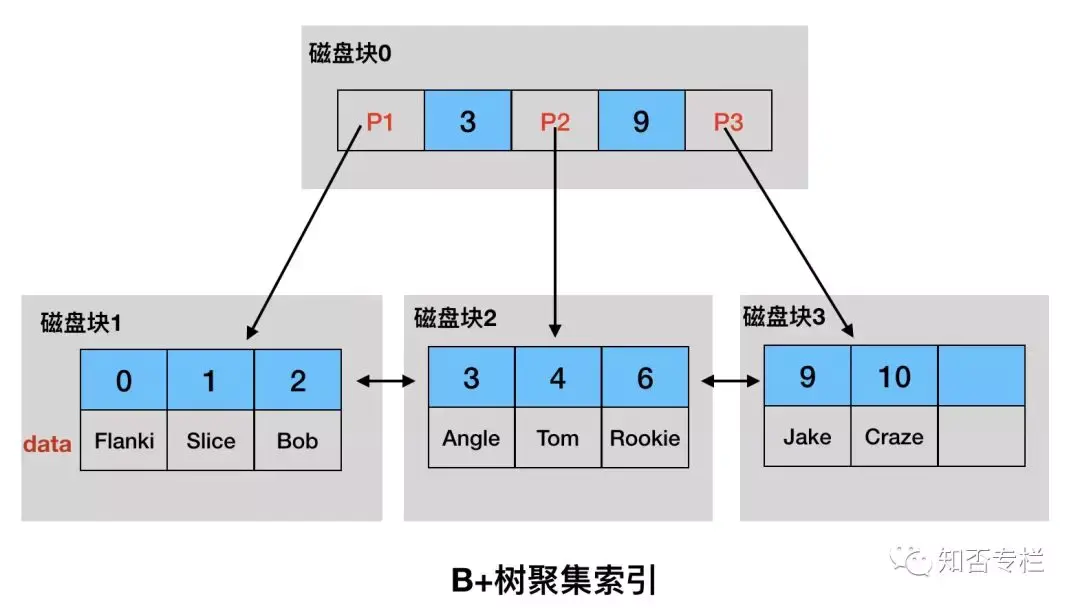 磁盘块0
P1 3 P2 9 P3
磁盘块1
0 1 2
data Flanki Slice Bob
磁盘块2
3 4 6
Angle Tom Rookie
磁盘块3
9 10
Jake Craze
知否专栏
B+树聚集索引